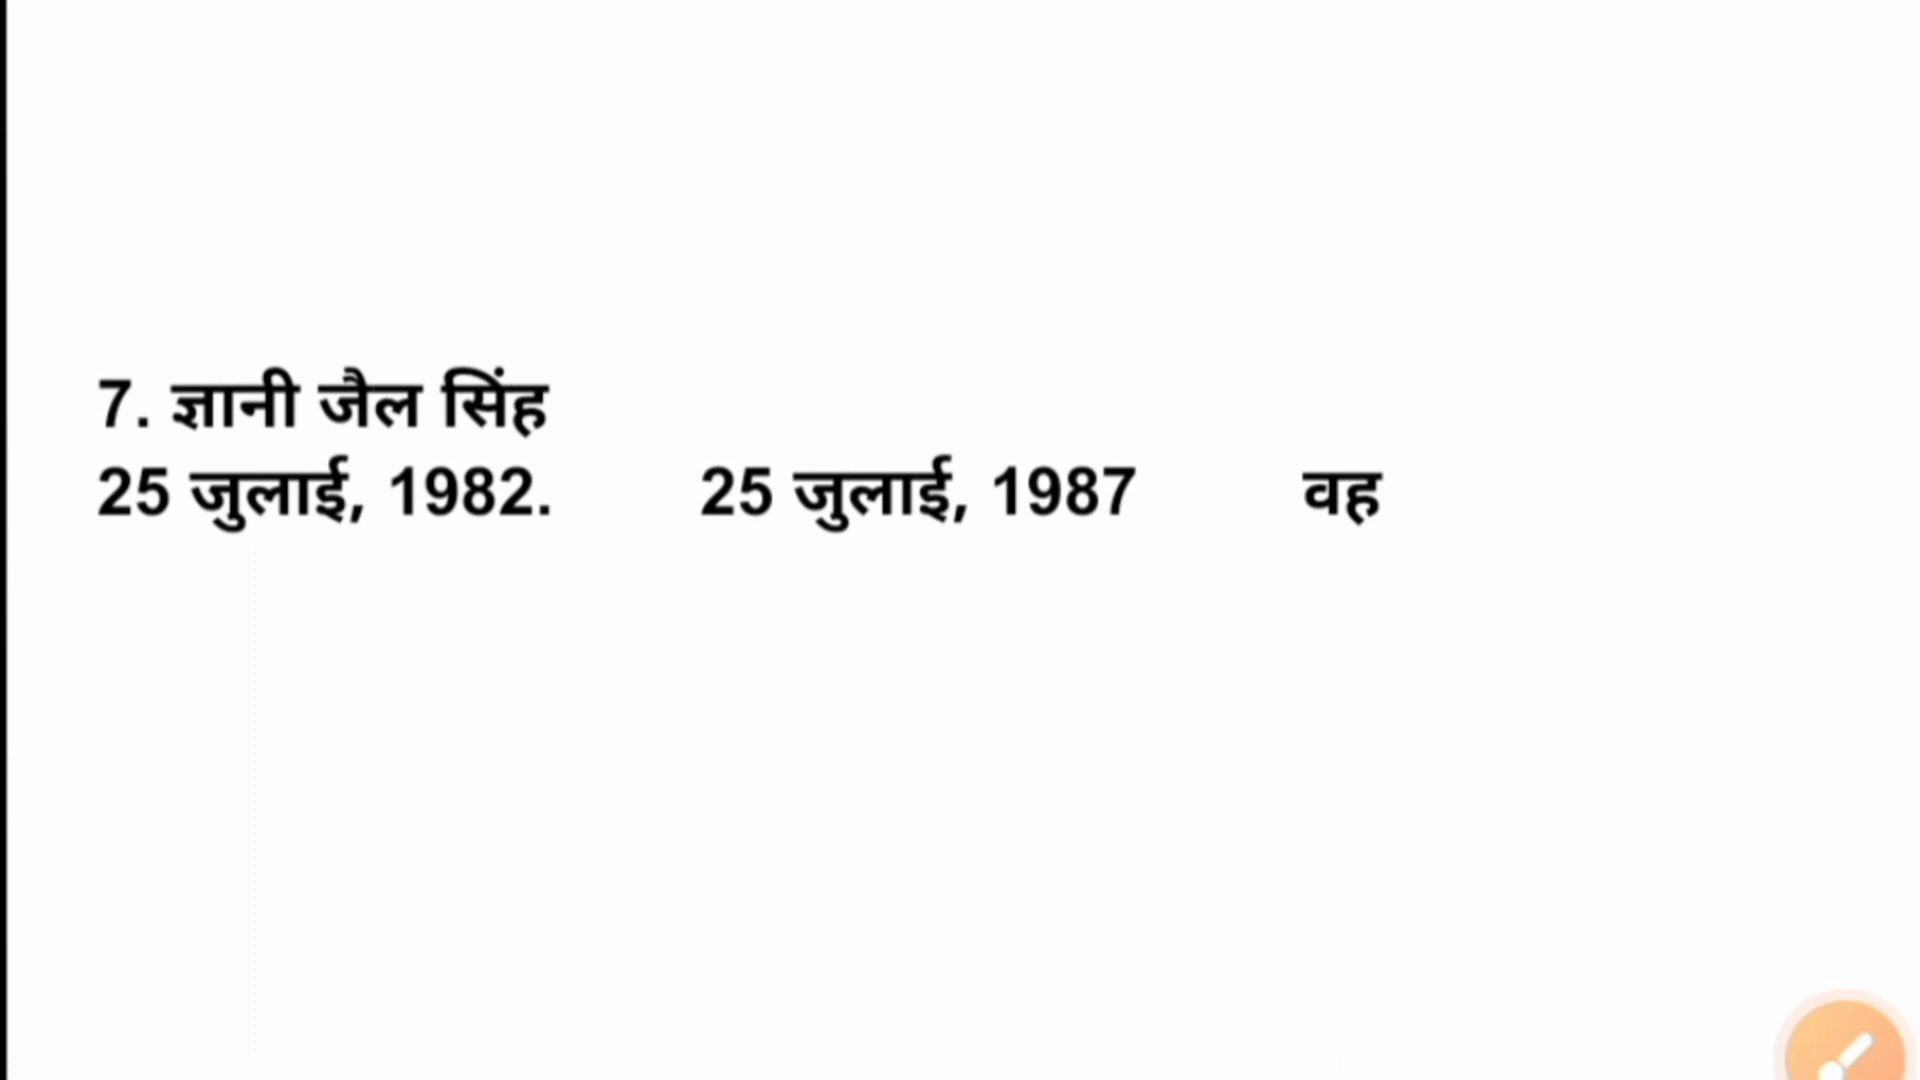 7. ज्ञानी जैल सिंह
25 जुलाई, 1982. 25 जुलाई, 1987 वह